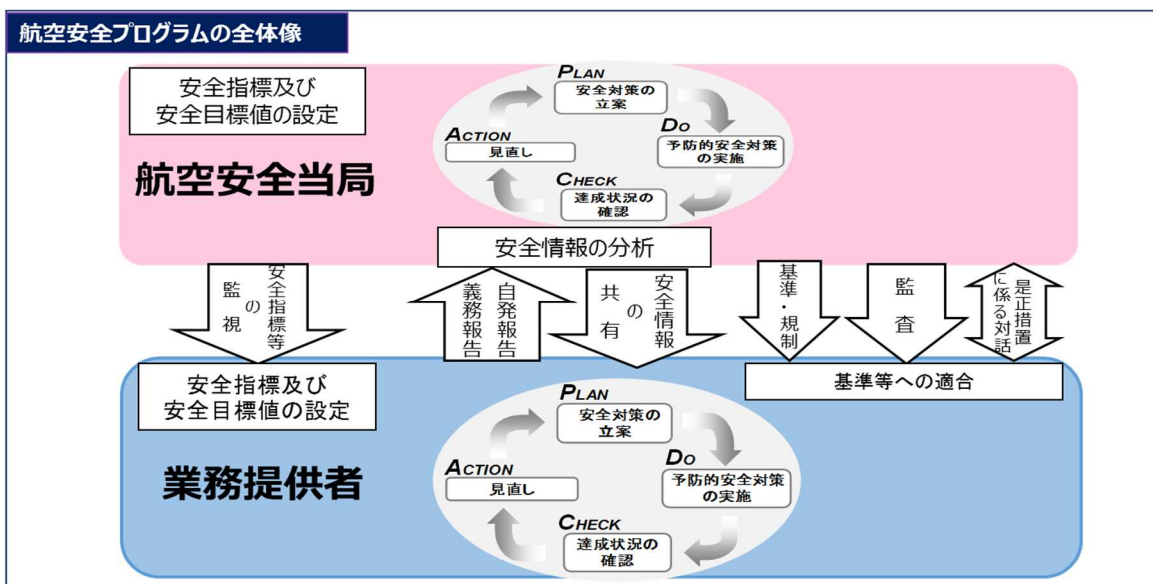 航空安全プログラムの全体像
安全指標及び
安全目標値の設定
航空安全当局
PLAN
安全対策の
立案
DO
予防的安全対策
の実施
CHECK
達成状況の
確認
ACTION
見直し
安全情報の分析
安全指標等
の
監視
自発報告
義務報告
安全情報
の
共有
基準・規制
監査
是正措置
に係る対話
安全指標及び
安全目標値の設定
基準等への適合
業務提供者
PLAN
安全対策の
立案
DO
予防的安全対策
の実施
CHECK
達成状況の
確認
ACTION
見直し